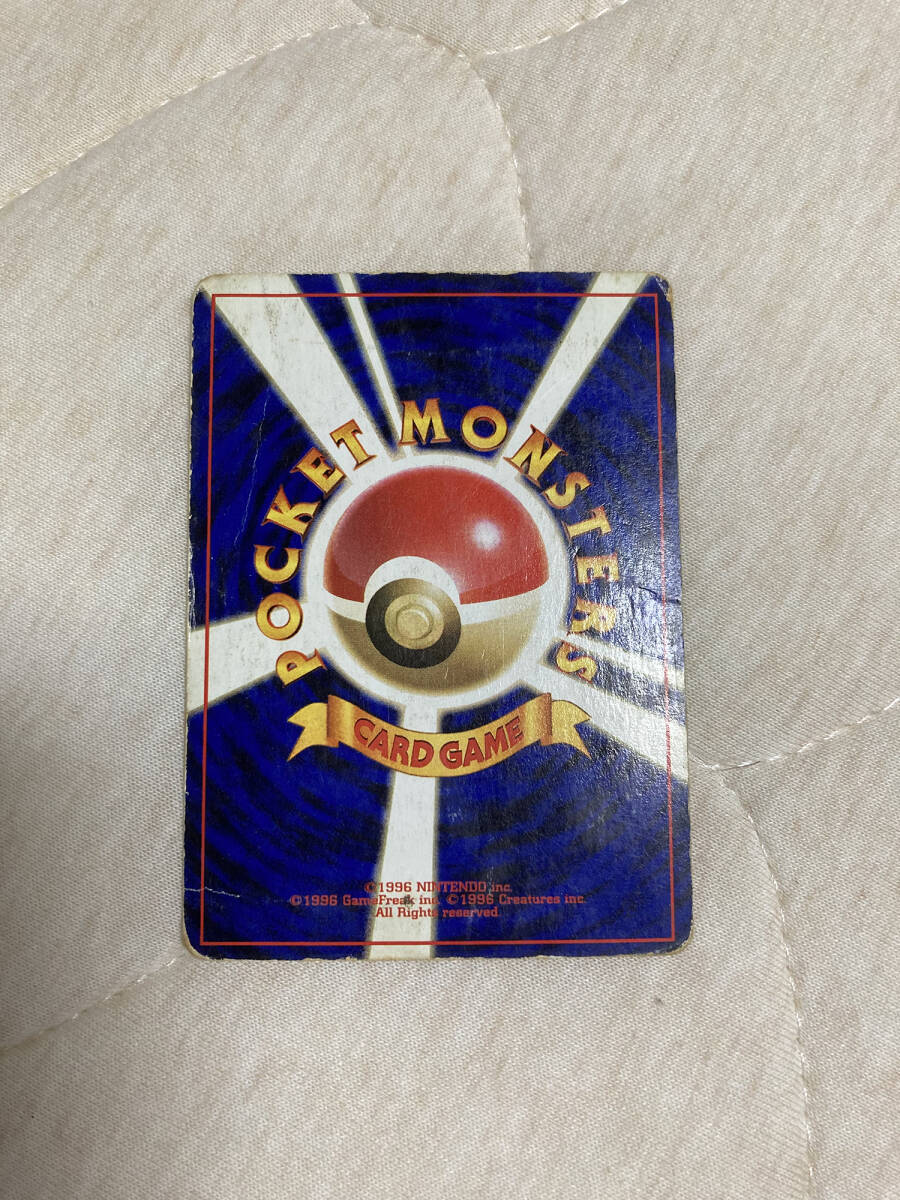 POCKET MONSTERS
CARD GAME
©1996 NINTENDO, inc.
©1996 GameFreak inc. ©1996 Creatures inc.
All Rights reserved.